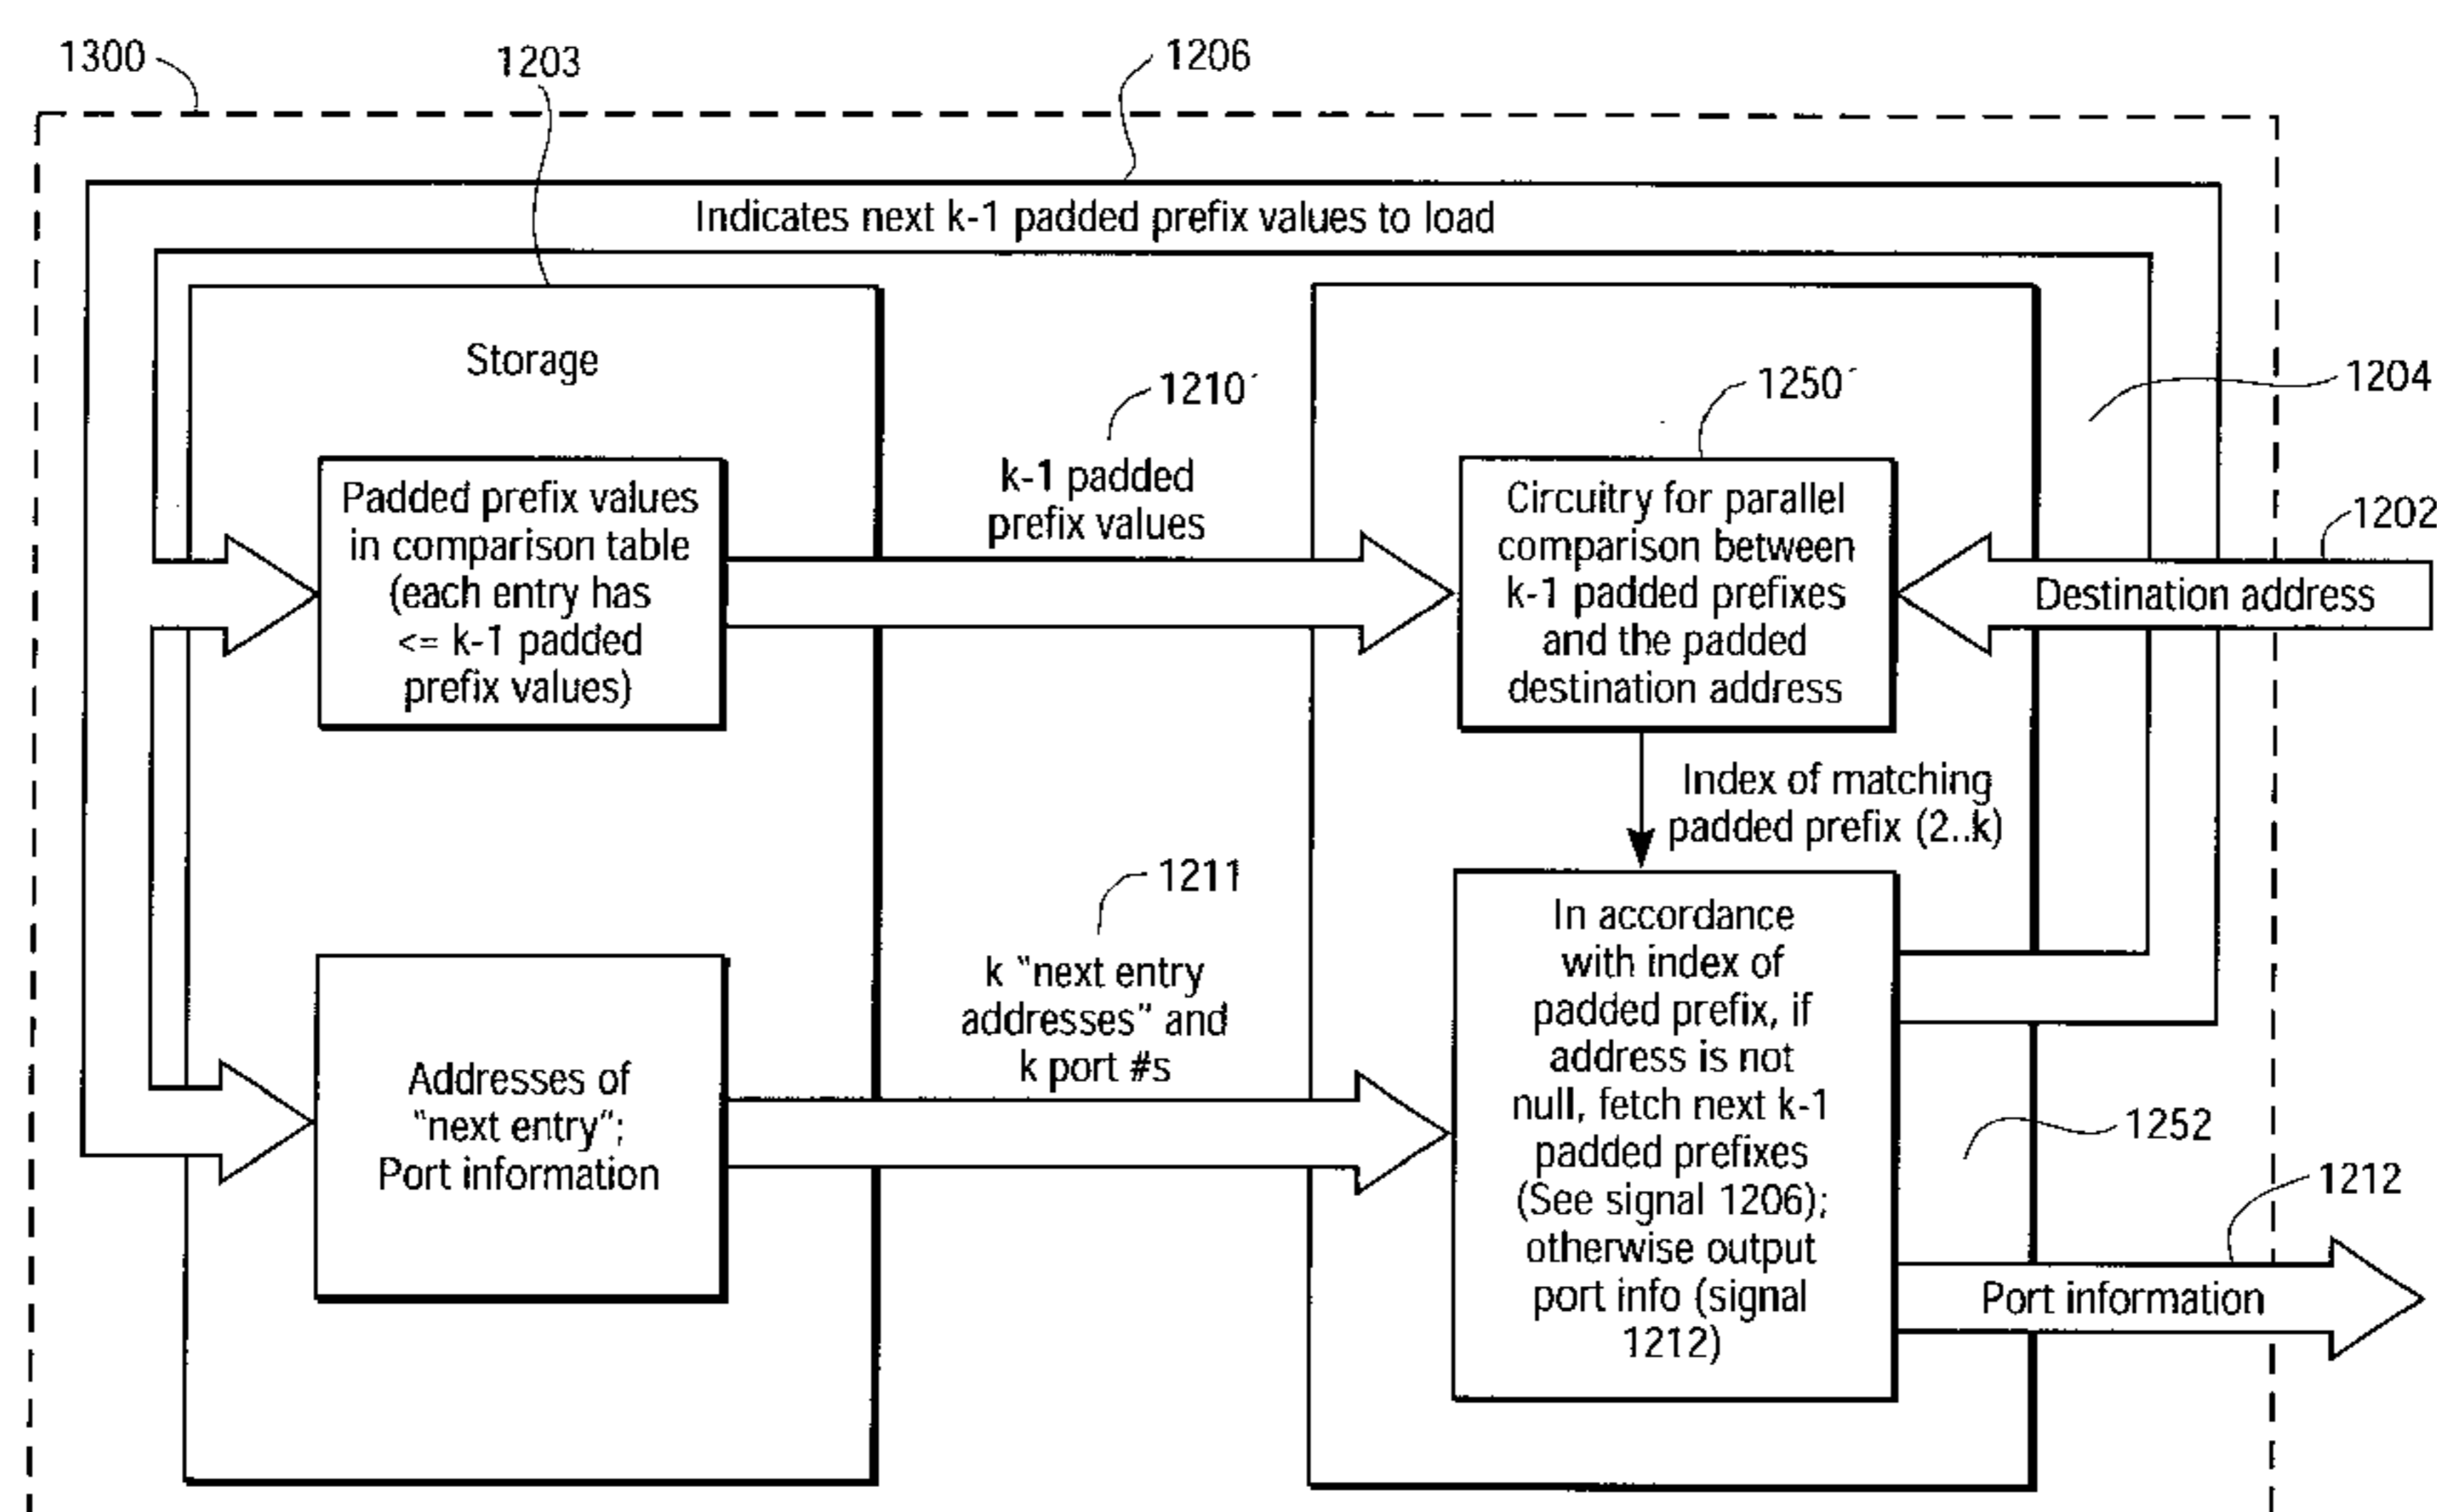 1300
1203
1206
Indicates next k-1 padded prefix values to load
Storage
1210´
1250´
1204
k-1 padded
prefix values
Padded prefix values
in comparison table
(each entry has
<= k-1 padded
prefix values)
Circuitry for parallel
comparison between
k-1 padded prefixes
and the padded
destination address
1202
Destination address
Index of matching
padded prefix (2..k)
1211
k "next entry
addresses" and
k port #s
Addresses of
"next entry";
Port information
In accordance
with index of
padded prefix, if
address is not
null, fetch next k-1
padded prefixes
(See signal 1206);
otherwise output
port info (signal
1212)
1252
1212
Port information